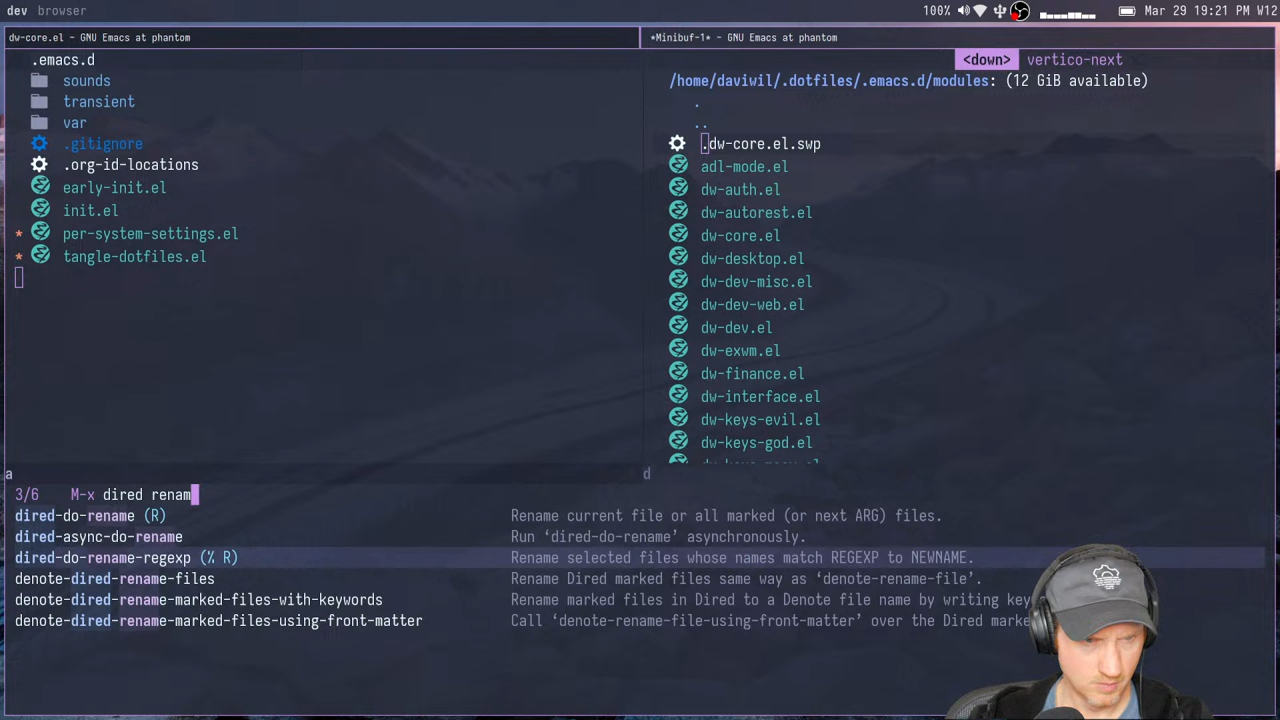 dev browser
100% Mar 29 19:21 PM W12
dw-core.el – GNU Emacs at phantom
*Minibuf-1* – GNU Emacs at phantom
.emacs.d
sounds
transient
var
.gitignore
.org-id-locations
early-init.el
init.el
* per-system-settings.el
* tangle-dotfiles.el
<down> vertico-next
/home/daviwil/.dotfiles/.emacs.d/modules: (12 GiB available)
.
..
.dw-core.el.swp
adl-mode.el
dw-auth.el
dw-autorest.el
dw-core.el
dw-desktop.el
dw-dev-misc.el
dw-dev-web.el
dw-dev.el
dw-exwm.el
dw-finance.el
dw-interface.el
dw-keys-evil.el
dw-keys-god.el
a
d
3/6 M-x dired renam
dired-do-rename (R) Rename current file or all marked (or next ARG) files.
dired-async-do-rename Run ‘dired-do-rename’ asynchronously.
dired-do-rename-regexp (% R) Rename selected files whose names match REGEXP to NEWNAME.
denote-dired-rename-files Rename Dired marked files same way as ‘denote-rename-file’.
denote-dired-rename-marked-files-with-keywords Rename marked files in Dired to a Denote file name by writing key
denote-dired-rename-marked-files-using-front-matter Call ‘denote-rename-file-using-front-matter’ over the Dired marke